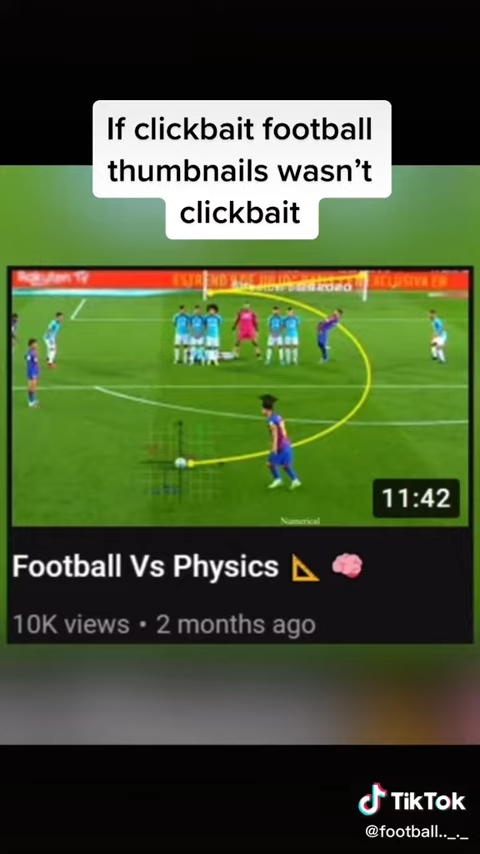 If clickbait football
thumbnails wasn't
clickbait
Rakuten TV
11:42
Numerical
Football Vs Physics 📐 🧠
10K views • 2 months ago
TikTok
@football.._._